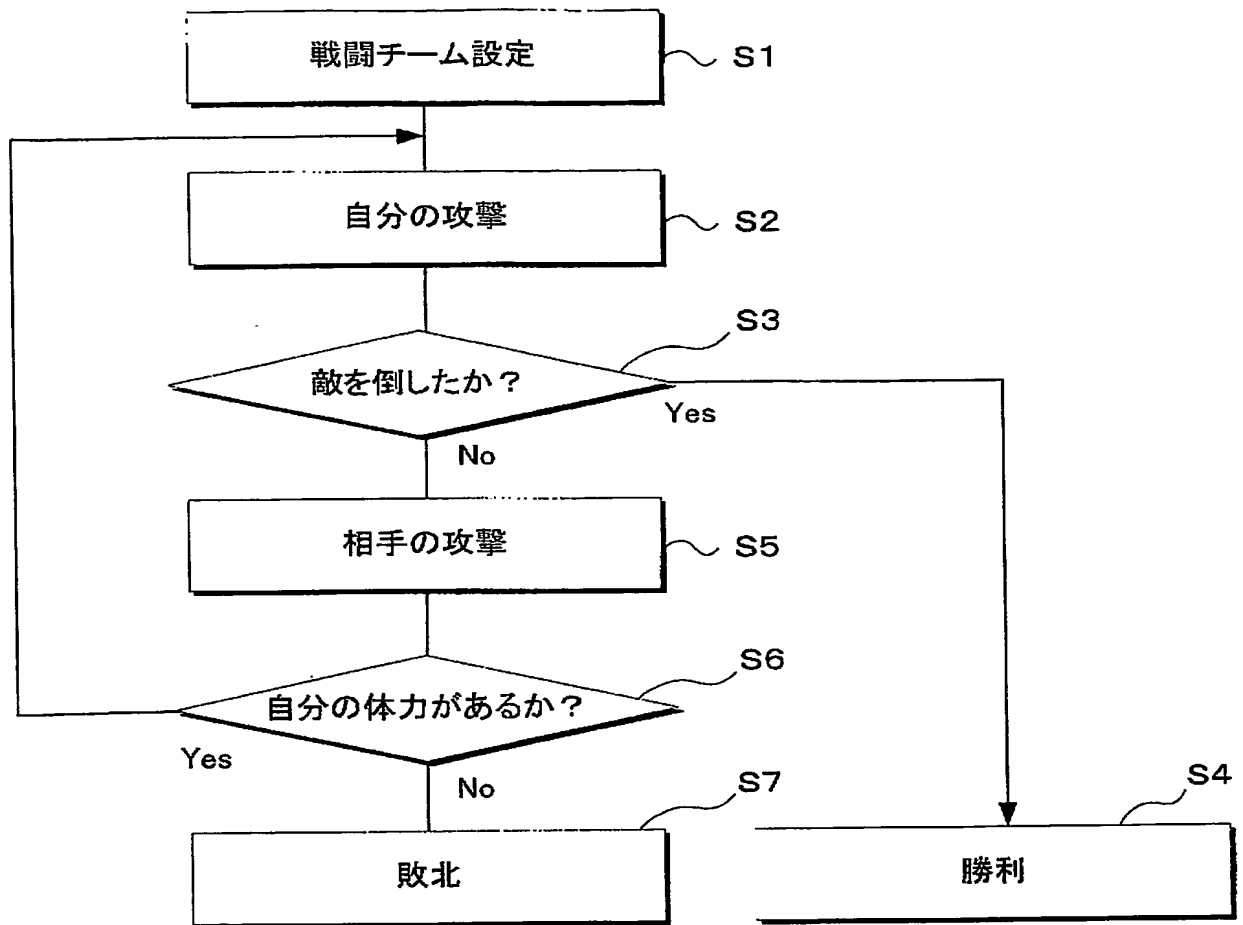 戦闘チーム設定
S1
自分の攻撃
S2
S3
敵を倒したか？
Yes
No
相手の攻撃
S5
S6
自分の体力があるか？
Yes
No
S7
敗北
S4
勝利